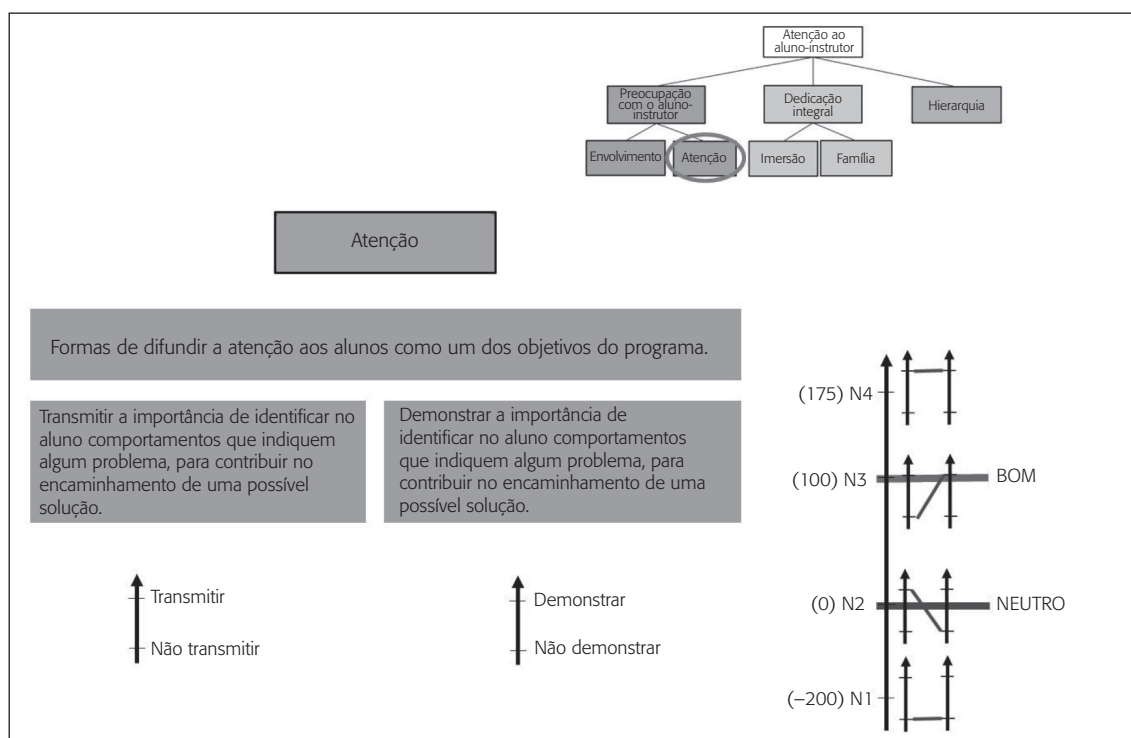 Atenção ao
aluno-instrutor
Preocupação
com o aluno-
instrutor
Dedicação
integral
Hierarquia
Envolvimento
Atenção
Imersão
Família
Atenção
Formas de difundir a atenção aos alunos como um dos objetivos do programa.
Transmitir a importância de identificar no
aluno comportamentos que indiquem
algum problema, para contribuir no
encaminhamento de uma possível
solução.
Demonstrar a importância de
identificar no aluno comportamentos
que indiquem algum problema, para
contribuir no encaminhamento de uma
possível solução.
Transmitir
Não transmitir
Demonstrar
Não demonstrar
(175) N4
(100) N3
BOM
(0) N2
NEUTRO
(−200) N1